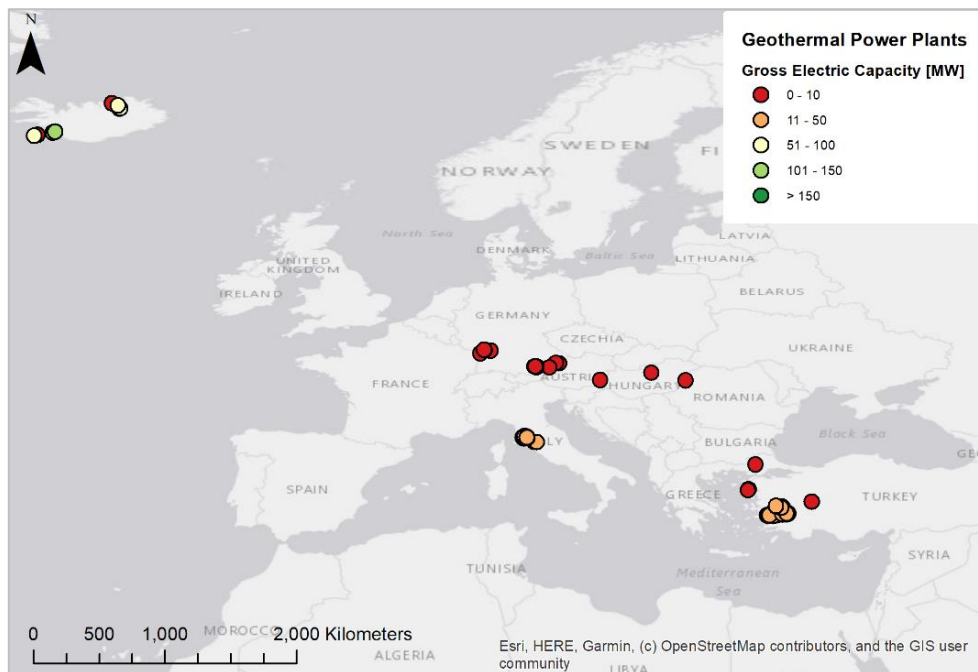 N
Geothermal Power Plants
Gross Electric Capacity [MW]
0 - 10
11 - 50
51 - 100
101 - 150
> 150
SWEDEN
FI
NORWAY
North Sea
LATVIA
DENMARK
Baltic Sea
LITHUANIA
UNITED
KINGDOM
IRELAND
BELARUS
GERMANY
CZECHIA
UKRAINE
FRANCE
AUSTRI
HUNGARY
ROMANIA
BULGARIA
Black Sea
GE
LY
SPAIN
GREECE
TURKEY
SYRIA
TUNISIA
Mediterranean
Sea
MOROCCO
ALGERIA
LIBYA
0 500 1,000 2,000 Kilometers
Esri, HERE, Garmin, (c) OpenStreetMap contributors, and the GIS user
community